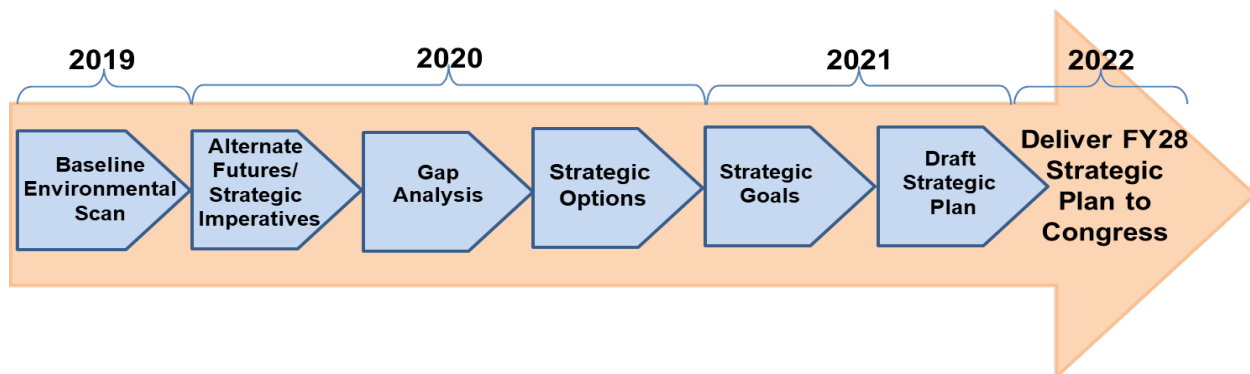 2019
2020
2021
2022
Baseline
Environmental
Scan
Alternate
Futures/
Strategic
Imperatives
Gap
Analysis
Strategic
Options
Strategic
Goals
Draft
Strategic
Plan
Deliver FY28
Strategic
Plan to
Congress